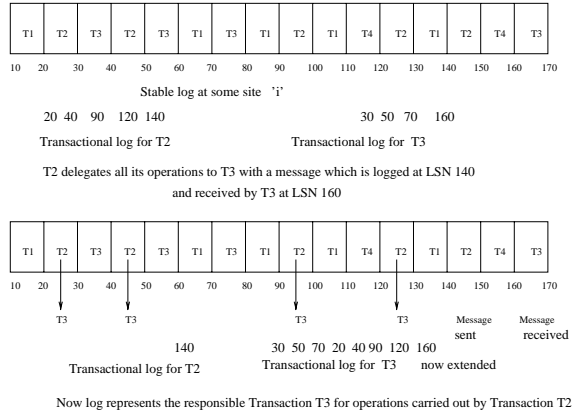 T1 T2 T3 T2 T3 T1 T3 T1 T2 T1 T4 T2 T1 T2 T4 T3
10 20 30 40 50 60 70 80 90 100 110 120 130 140 150 160 170
Stable log at some site 'i'
20 40 90 120 140 30 50 70 160
Transactional log for T2 Transactional log for T3
T2 delegates all its operations to T3 with a message which is logged at LSN 140
and received by T3 at LSN 160
T1 T2 T3 T2 T3 T1 T3 T1 T2 T1 T4 T2 T1 T2 T4 T3
10 20 30 40 50 60 70 80 90 100 110 120 130 140 150 160 170
T3 T3 T3 T3 Message Message
sent received
140 30 50 70 20 40 90 120 160
Transactional log for T2 Transactional log for T3 now extended
Now log represents the responsible Transaction T3 for operations carried out by Transaction T2